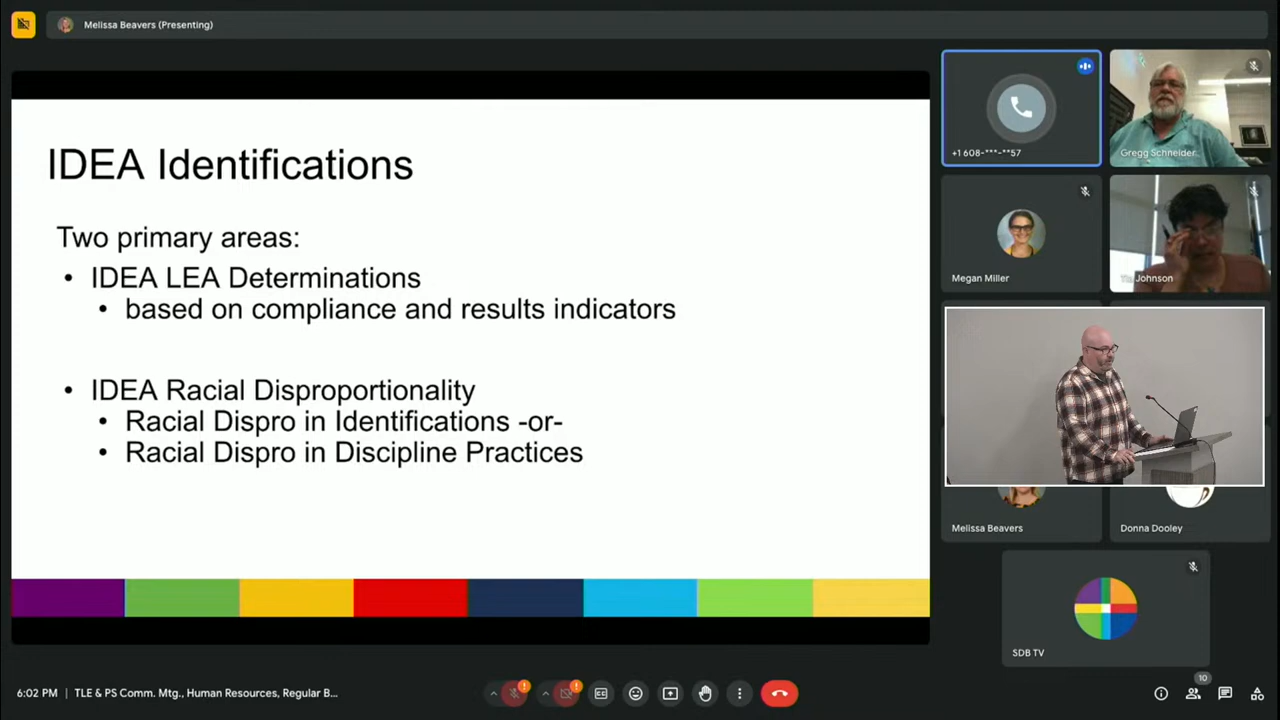 Melissa Beavers (Presenting)
IDEA Identifications
Two primary areas:
• IDEA LEA Determinations
• based on compliance and results indicators
• IDEA Racial Disproportionality
• Racial Dispro in Identifications -or-
• Racial Dispro in Discipline Practices
+1 608-***-**57
Gregg Schneider...
Megan Miller
Johnson
Melissa Beavers
Donna Dooley
SDB TV
6:02 PM | TLE & PS Comm. Mtg., Human Resources, Regular B...
10